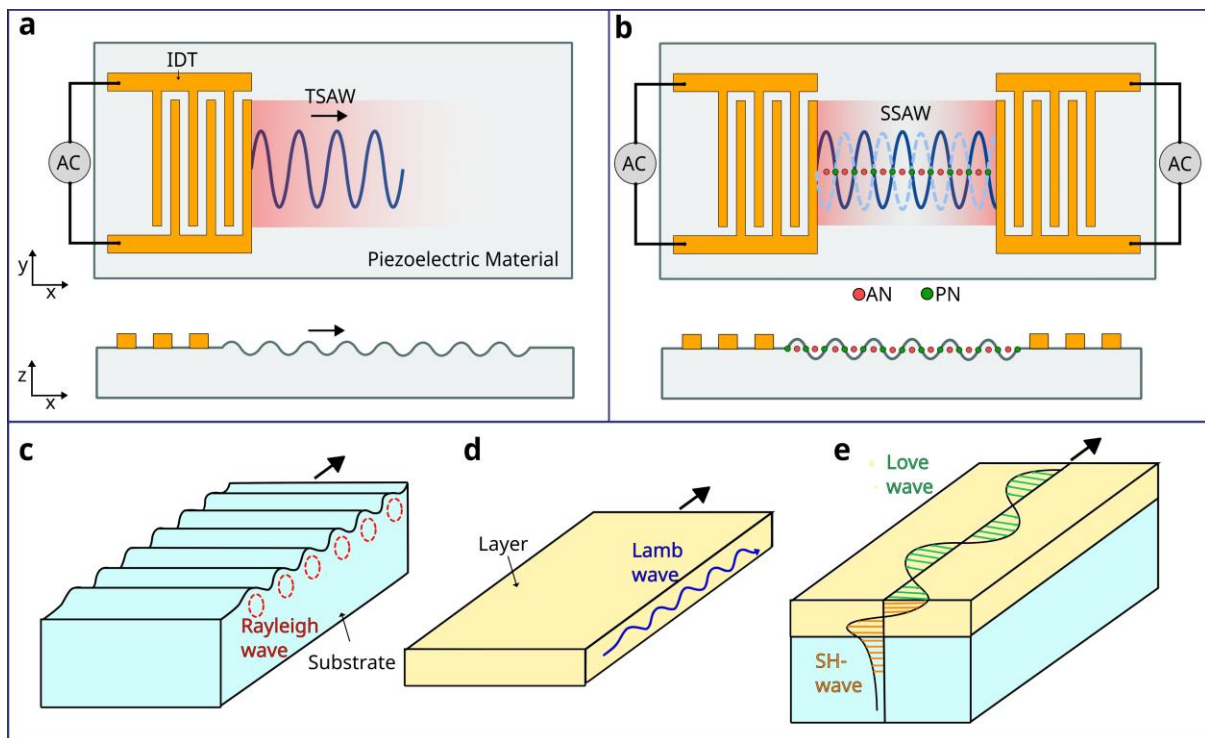 a
IDT
TSAW
AC
Piezoelectric Material
y
x
z
x
b
SSAW
AC
AC
AN
PN
c
Rayleigh
wave
Substrate
d
Layer
Lamb
wave
e
Love
wave
SH-
wave